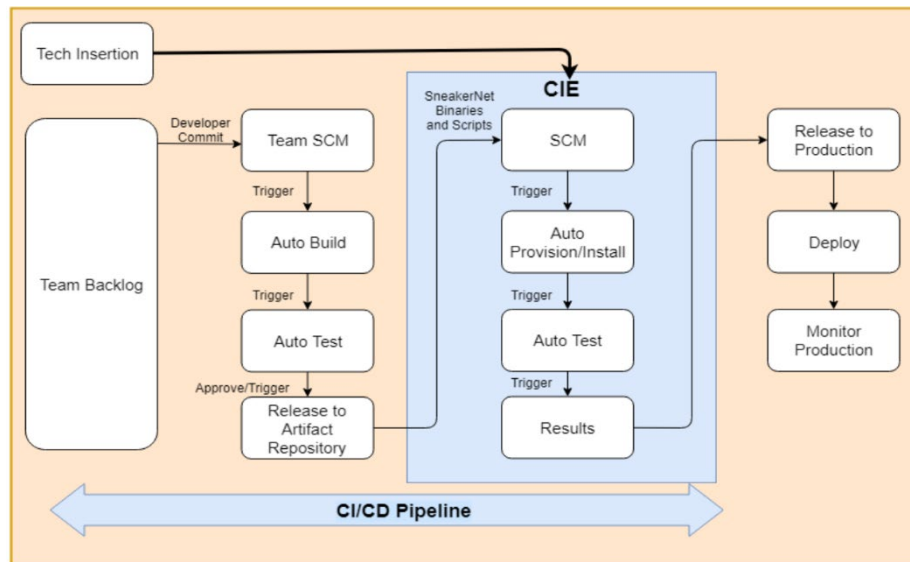 Tech Insertion
CIE
Team Backlog
Developer
Commit
Team SCM
Trigger
Auto Build
Trigger
Auto Test
Approve/Trigger
Release to
Artifact
Repository
SneakerNet
Binaries
and Scripts
SCM
Trigger
Auto
Provision/Install
Trigger
Auto Test
Trigger
Results
Release to
Production
Deploy
Monitor
Production
CI/CD Pipeline